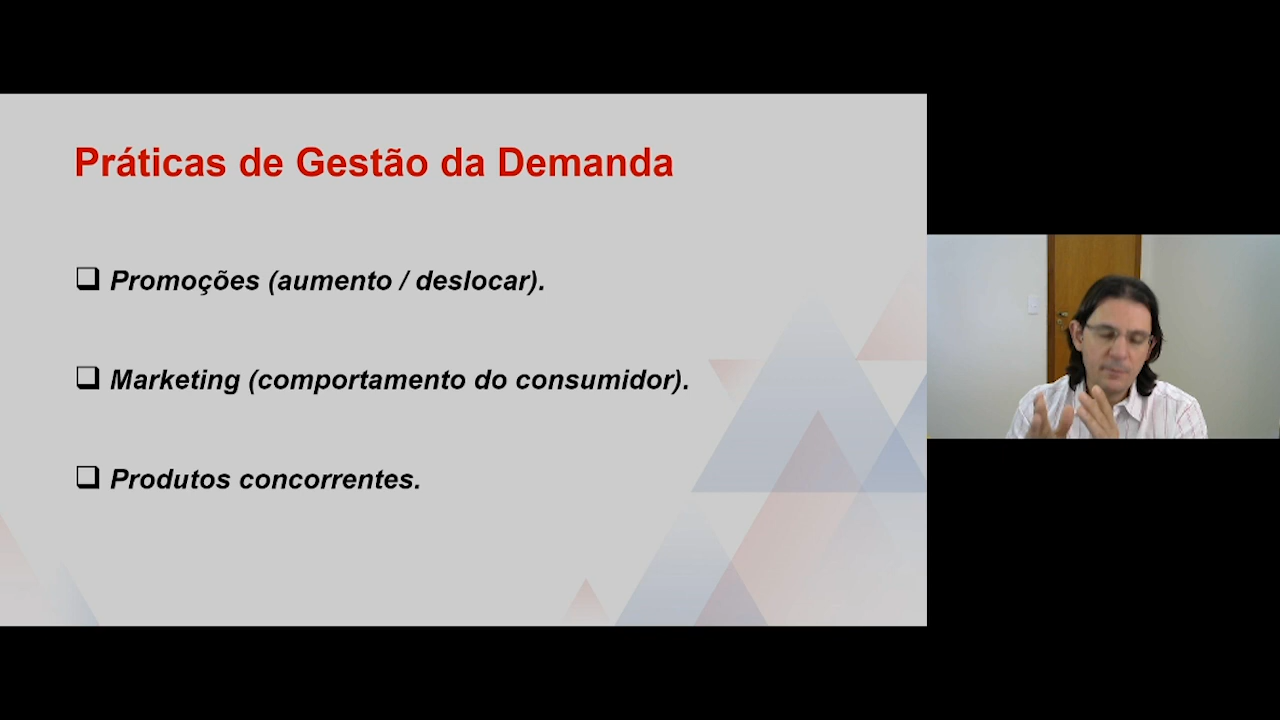 Práticas de Gestão da Demanda
Promoções (aumento / deslocar).
Marketing (comportamento do consumidor).
Produtos concorrentes.